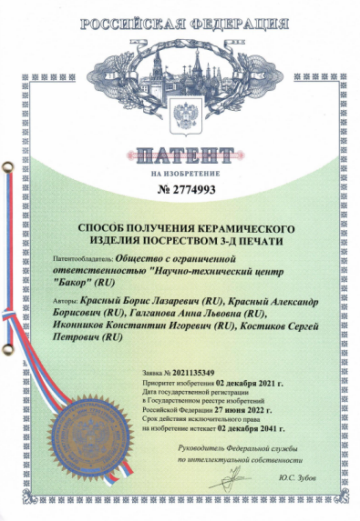 РОССИЙСКАЯ ФЕДЕРАЦИЯ
ПАТЕНТ
НА ИЗОБРЕТЕНИЕ
№ 2774993
СПОСОБ ПОЛУЧЕНИЯ КЕРАМИЧЕСКОГО
ИЗДЕЛИЯ ПОСРЕСТВОМ 3-Д ПЕЧАТИ
Патентообладатель: Общество с ограниченной
ответственностью "Научно-технический центр
"Бакор" (RU)
Авторы: Красный Борис Лазаревич (RU), Красный Александр
Борисович (RU), Галганова Анна Львовна (RU),
Иконников Константин Игоревич (RU), Костиков Сергей
Петрович (RU)
Заявка № 2021135349
Приоритет изобретения 02 декабря 2021 г.
Дата государственной регистрации
в Государственном реестре изобретений
Российской Федерации 27 июня 2022 г.
Срок действия исключительного права
на изобретение истекает 02 декабря 2041 г.
Руководитель Федеральной службы
по интеллектуальной собственности
Ю.С. Зубов